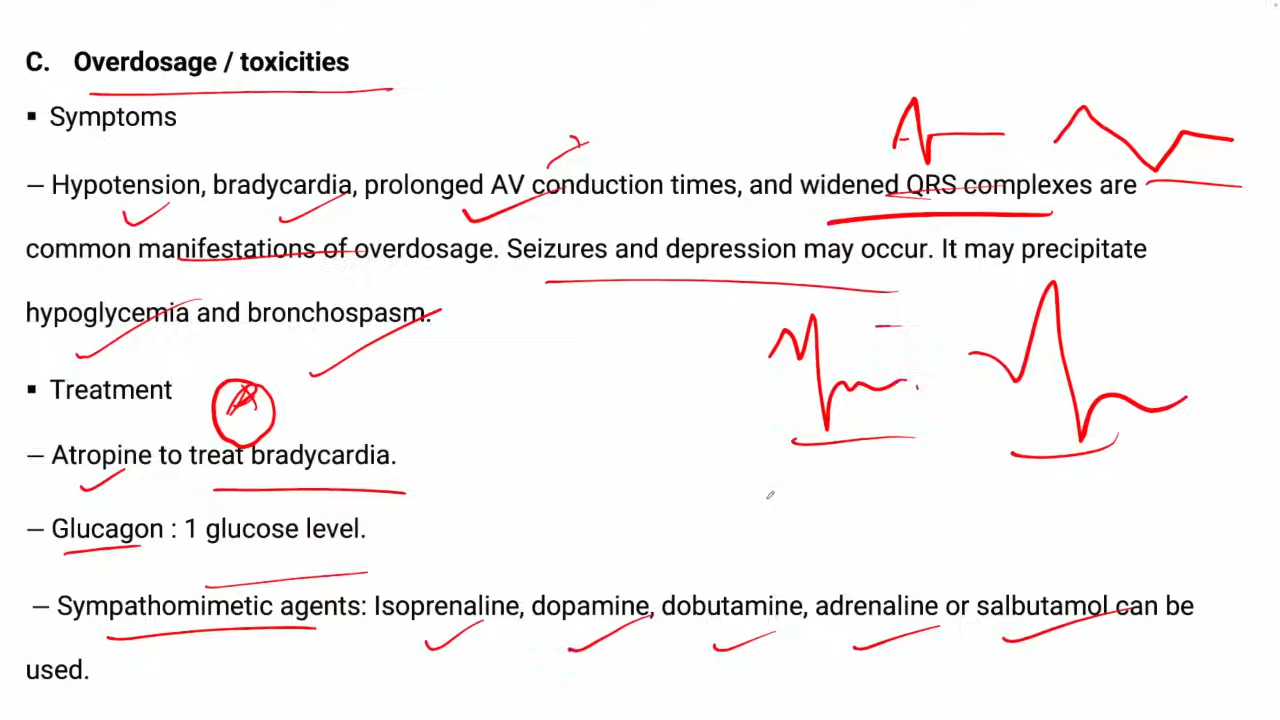 C. Overdosage / toxicities
▪ Symptoms
– Hypotension, bradycardia, prolonged AV conduction times, and widened QRS complexes are
common manifestations of overdosage. Seizures and depression may occur. It may precipitate
hypoglycemia and bronchospasm.
▪ Treatment
– Atropine to treat bradycardia.
– Glucagon : 1 glucose level.
– Sympathomimetic agents: Isoprenaline, dopamine, dobutamine, adrenaline or salbutamol can be
used.